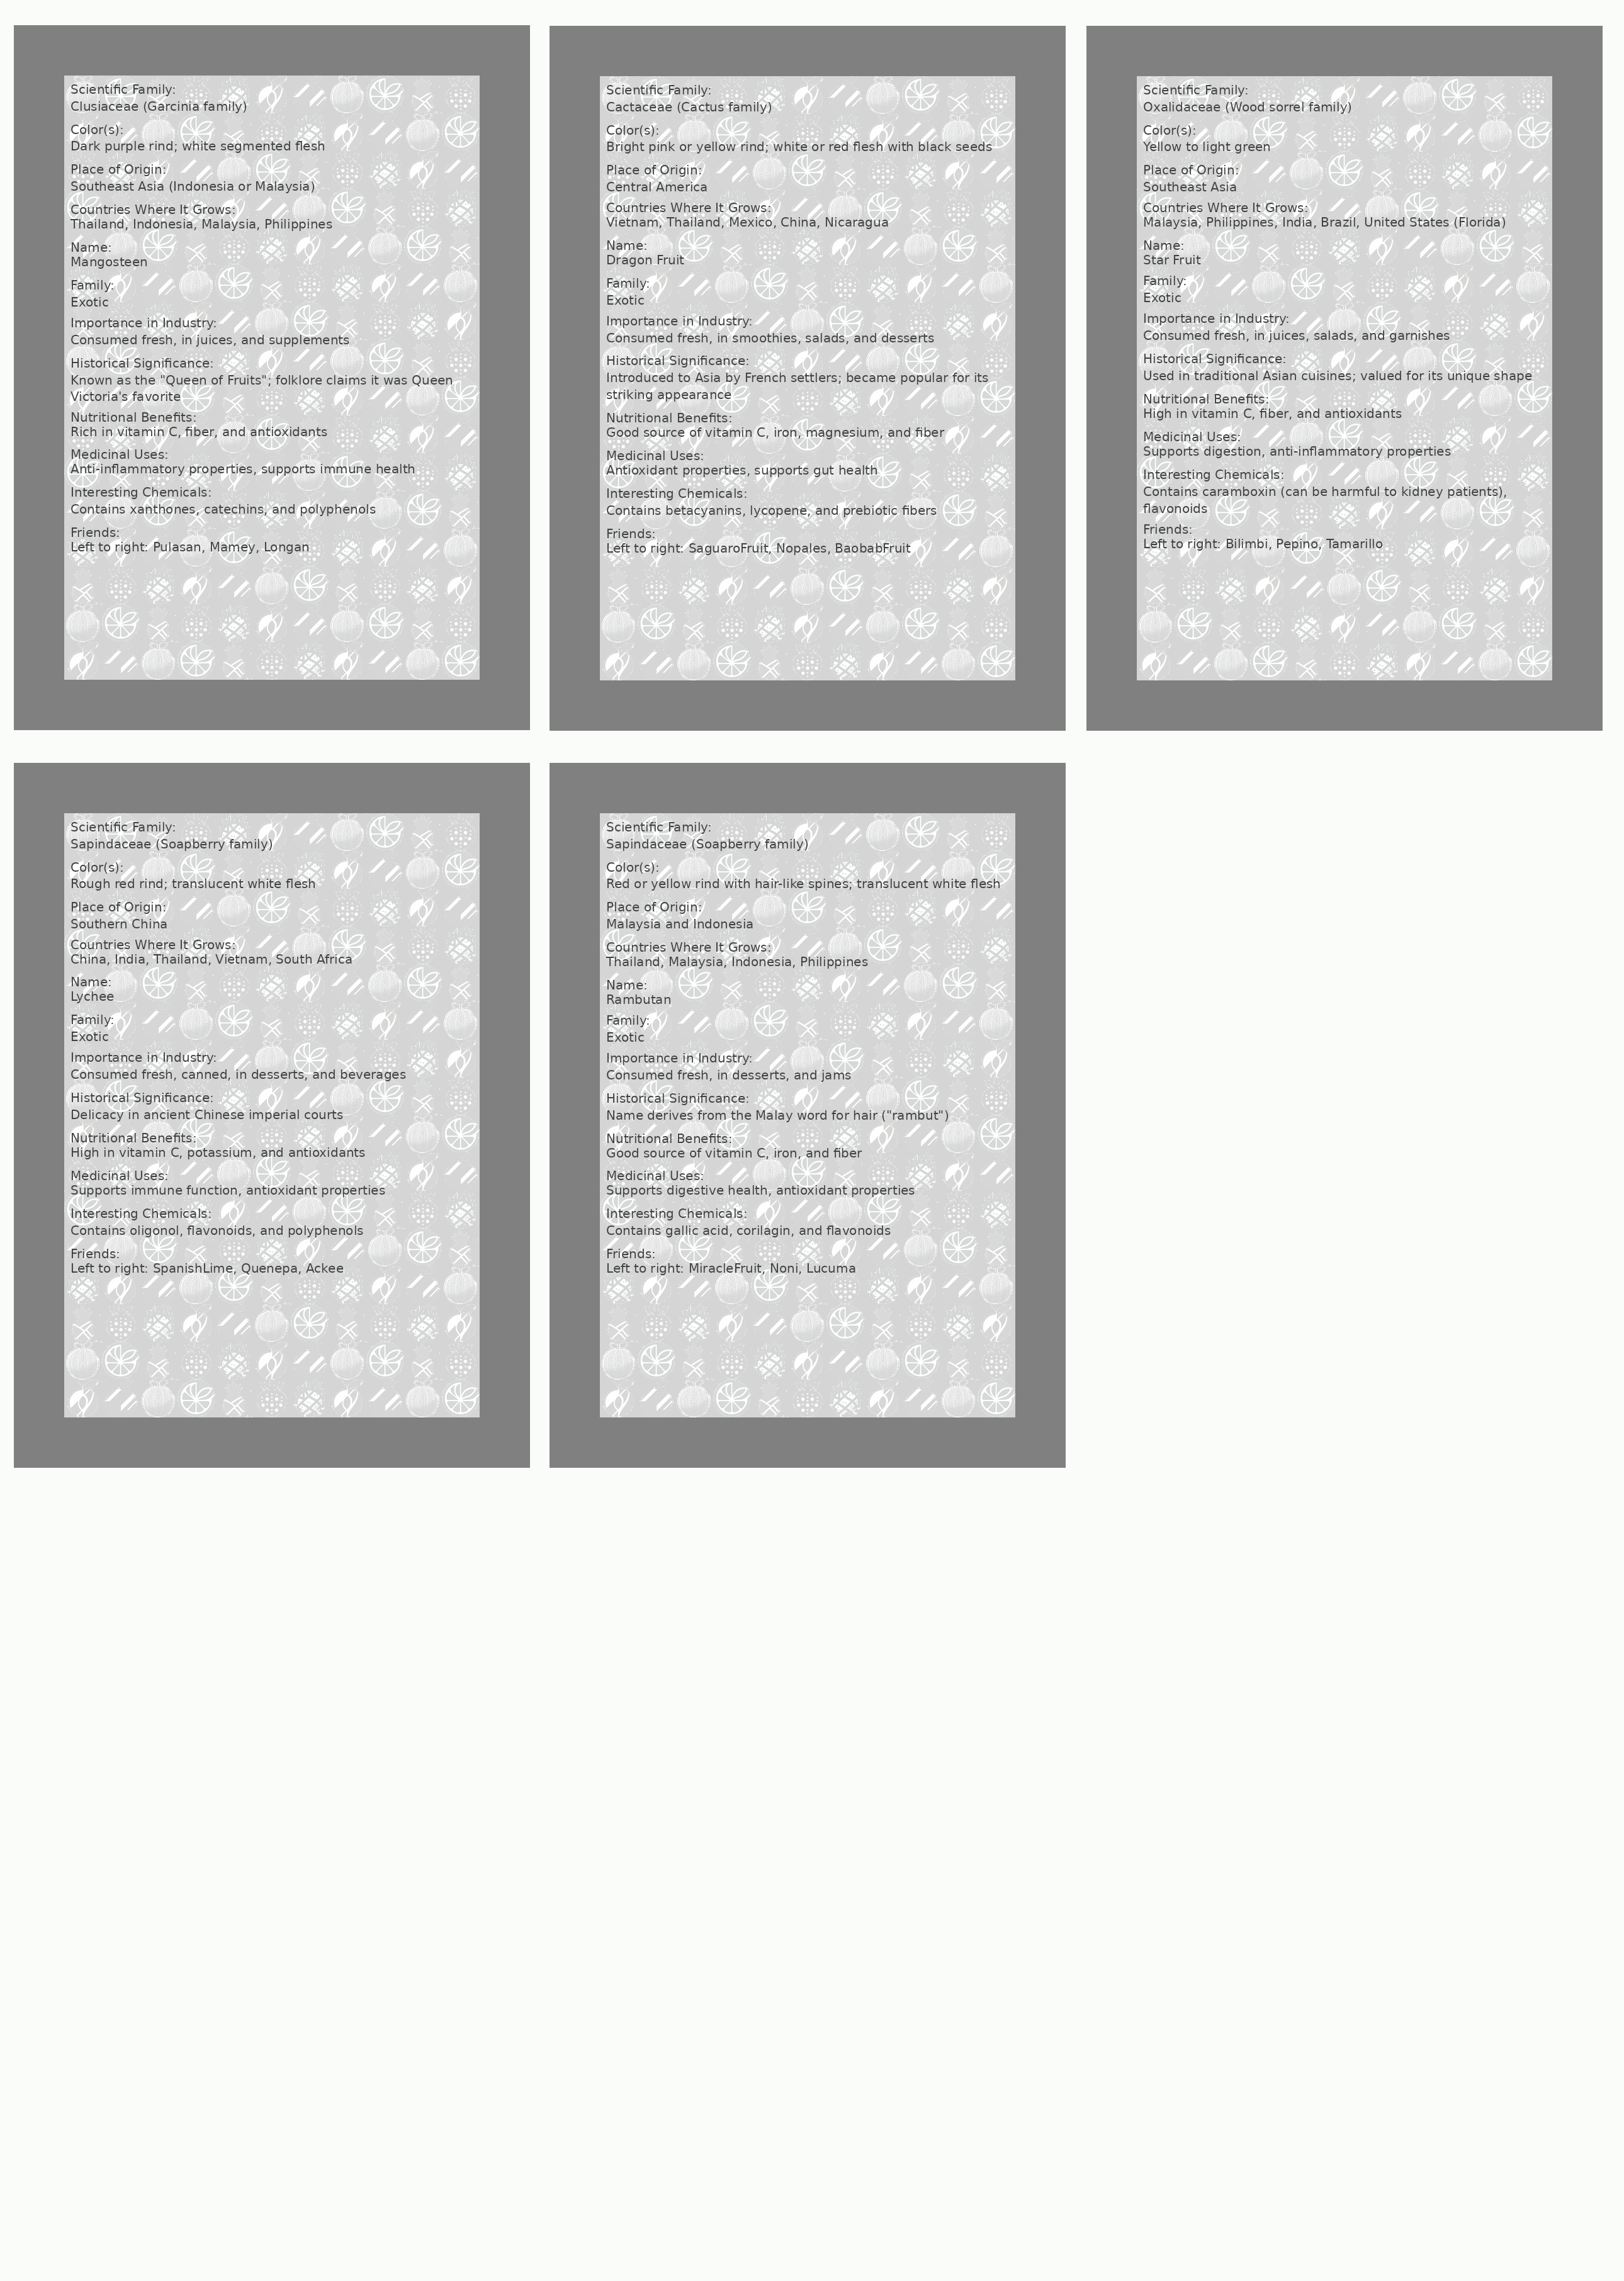 Scientific Family:
Clusiaceae (Garcinia family)
Color(s):
Dark purple rind; white segmented flesh
Place of Origin:
Southeast Asia (Indonesia or Malaysia)
Countries Where It Grows:
Thailand, Indonesia, Malaysia, Philippines
Name:
Mangosteen
Family:
Exotic
Importance in Industry:
Consumed fresh, in juices, and supplements
Historical Significance:
Known as the "Queen of Fruits"; folklore claims it was Queen
Victoria's favorite
Nutritional Benefits:
Rich in vitamin C, fiber, and antioxidants
Medicinal Uses:
Anti-inflammatory properties, supports immune health
Interesting Chemicals:
Contains xanthones, catechins, and polyphenols
Friends:
Left to right: Pulasan, Mamey, Longan
Scientific Family:
Cactaceae (Cactus family)
Color(s):
Bright pink or yellow rind; white or red flesh with black seeds
Place of Origin:
Central America
Countries Where It Grows:
Vietnam, Thailand, Mexico, China, Nicaragua
Name:
Dragon Fruit
Family:
Exotic
Importance in Industry:
Consumed fresh, in smoothies, salads, and desserts
Historical Significance:
Introduced to Asia by French settlers; became popular for its
striking appearance
Nutritional Benefits:
Good source of vitamin C, iron, magnesium, and fiber
Medicinal Uses:
Antioxidant properties, supports gut health
Interesting Chemicals:
Contains betacyanins, lycopene, and prebiotic fibers
Friends:
Left to right: SaguaroFruit, Nopales, BaobabFruit
Scientific Family:
Oxalidaceae (Wood sorrel family)
Color(s):
Yellow to light green
Place of Origin:
Southeast Asia
Countries Where It Grows:
Malaysia, Philippines, India, Brazil, United States (Florida)
Name:
Star Fruit
Family:
Exotic
Importance in Industry:
Consumed fresh, in juices, salads, and garnishes
Historical Significance:
Used in traditional Asian cuisines; valued for its unique shape
Nutritional Benefits:
High in vitamin C, fiber, and antioxidants
Medicinal Uses:
Supports digestion, anti-inflammatory properties
Interesting Chemicals:
Contains caramboxin (can be harmful to kidney patients),
flavonoids
Friends:
Left to right: Bilimbi, Pepino, Tamarillo
Scientific Family:
Sapindaceae (Soapberry family)
Color(s):
Rough red rind; translucent white flesh
Place of Origin:
Southern China
Countries Where It Grows:
China, India, Thailand, Vietnam, South Africa
Name:
Lychee
Family:
Exotic
Importance in Industry:
Consumed fresh, canned, in desserts, and beverages
Historical Significance:
Delicacy in ancient Chinese imperial courts
Nutritional Benefits:
High in vitamin C, potassium, and antioxidants
Medicinal Uses:
Supports immune function, antioxidant properties
Interesting Chemicals:
Contains oligonol, flavonoids, and polyphenols
Friends:
Left to right: SpanishLime, Quenepa, Ackee
Scientific Family:
Sapindaceae (Soapberry family)
Color(s):
Red or yellow rind with hair-like spines; translucent white flesh
Place of Origin:
Malaysia and Indonesia
Countries Where It Grows:
Thailand, Malaysia, Indonesia, Philippines
Name:
Rambutan
Family:
Exotic
Importance in Industry:
Consumed fresh, in desserts, and jams
Historical Significance:
Name derives from the Malay word for hair ("rambut")
Nutritional Benefits:
Good source of vitamin C, iron, and fiber
Medicinal Uses:
Supports digestive health, antioxidant properties
Interesting Chemicals:
Contains gallic acid, corilagin, and flavonoids
Friends:
Left to right: MiracleFruit, Noni, Lucuma